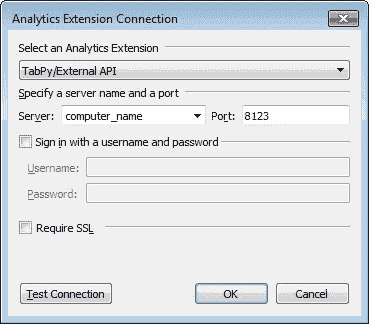 Analytics Extension Connection
Select an Analytics Extension
TabPy/External API
Specify a server name and a port
Server: computer_name Port: 8123
Sign in with a username and password
Username:
Password:
Require SSL
Test Connection OK Cancel